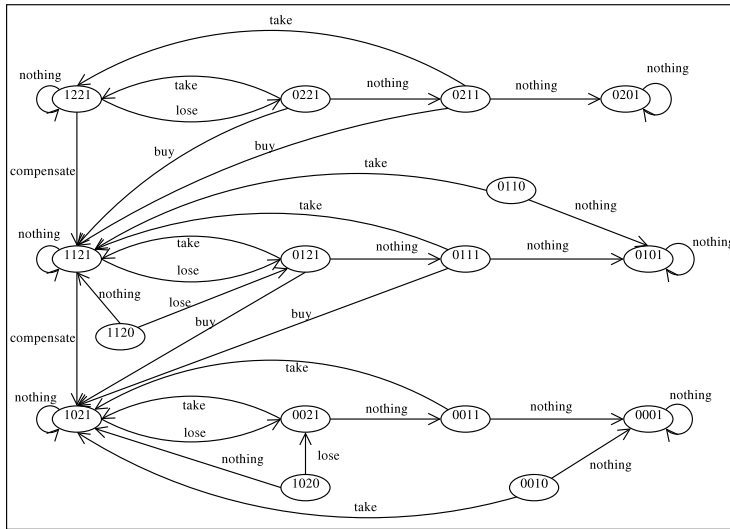 take
nothing
nothing
1221
take
0221
nothing
0211
nothing
0201
lose
buy
buy
take
compensate
0110
nothing
take
nothing
nothing
1121
take
0121
nothing
0111
nothing
0101
lose
nothing
lose
1120
buy
buy
compensate
take
nothing
nothing
1021
take
0021
nothing
0011
nothing
0001
lose
nothing
lose
nothing
1020
0010
take